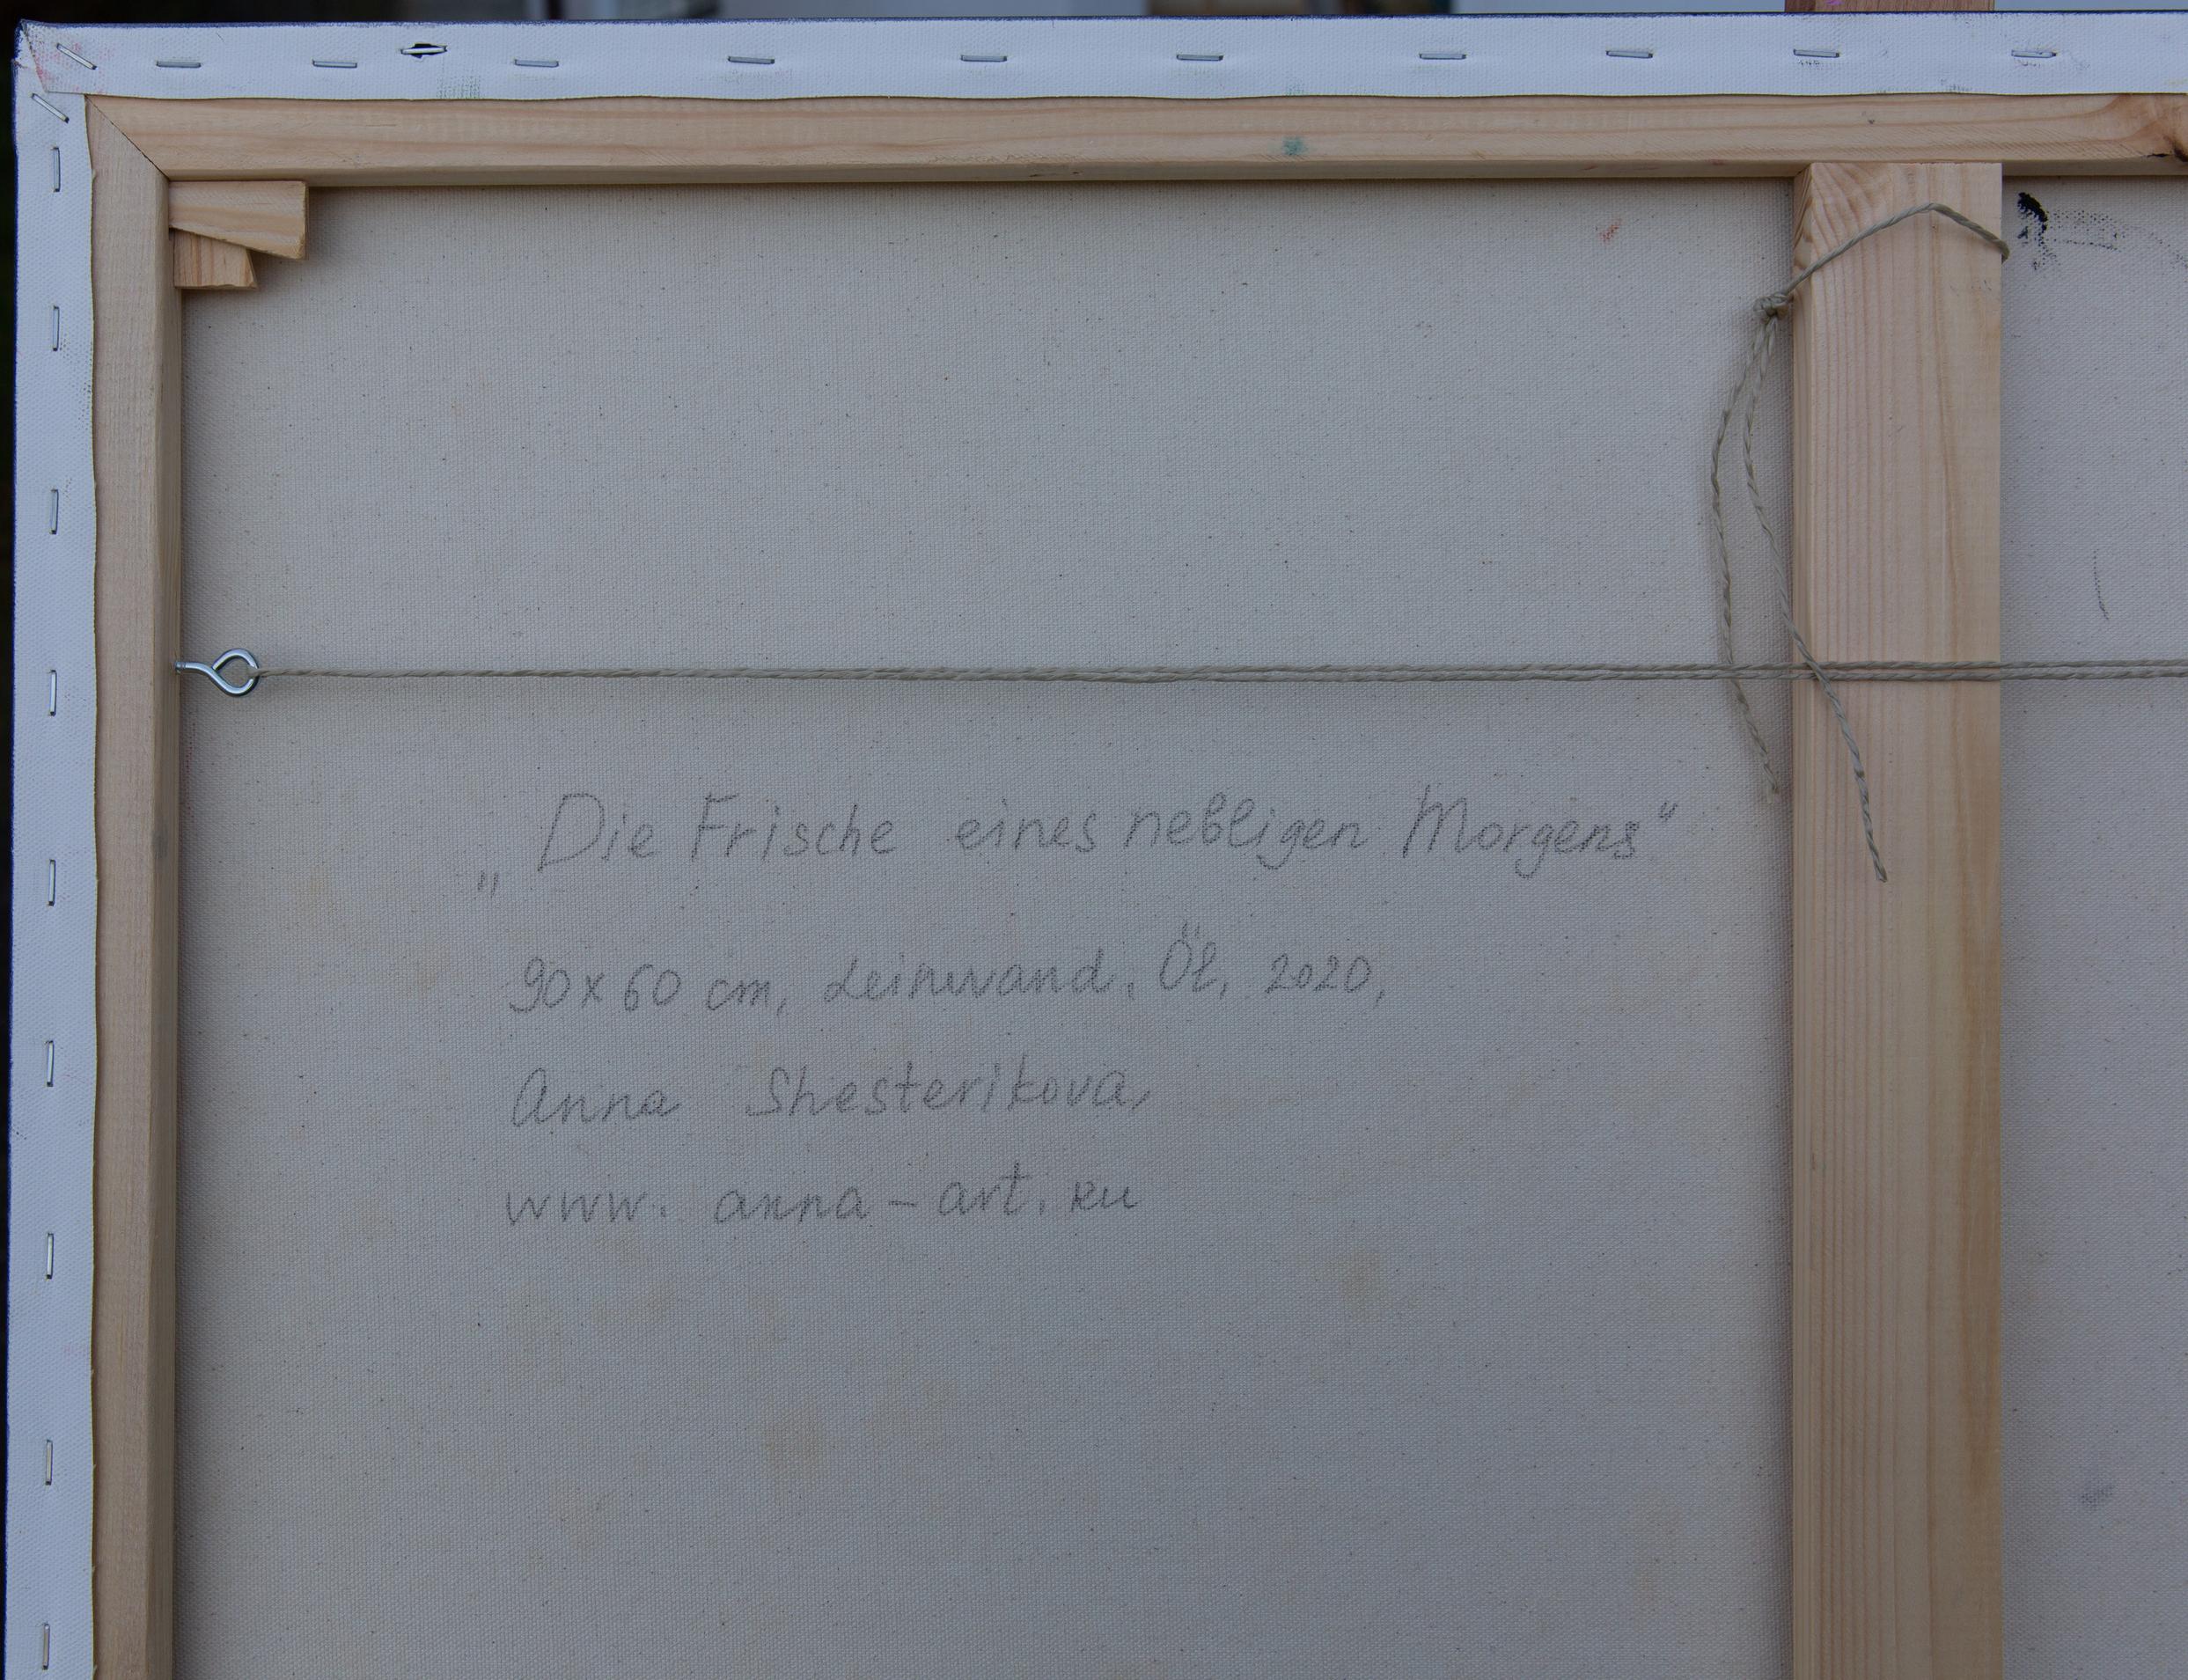 „Die Frische eines nebligen Morgens“
90x60 cm, Leinwand, Öl, 2020,
Anna Shesterikova,
www.anna-art.ru